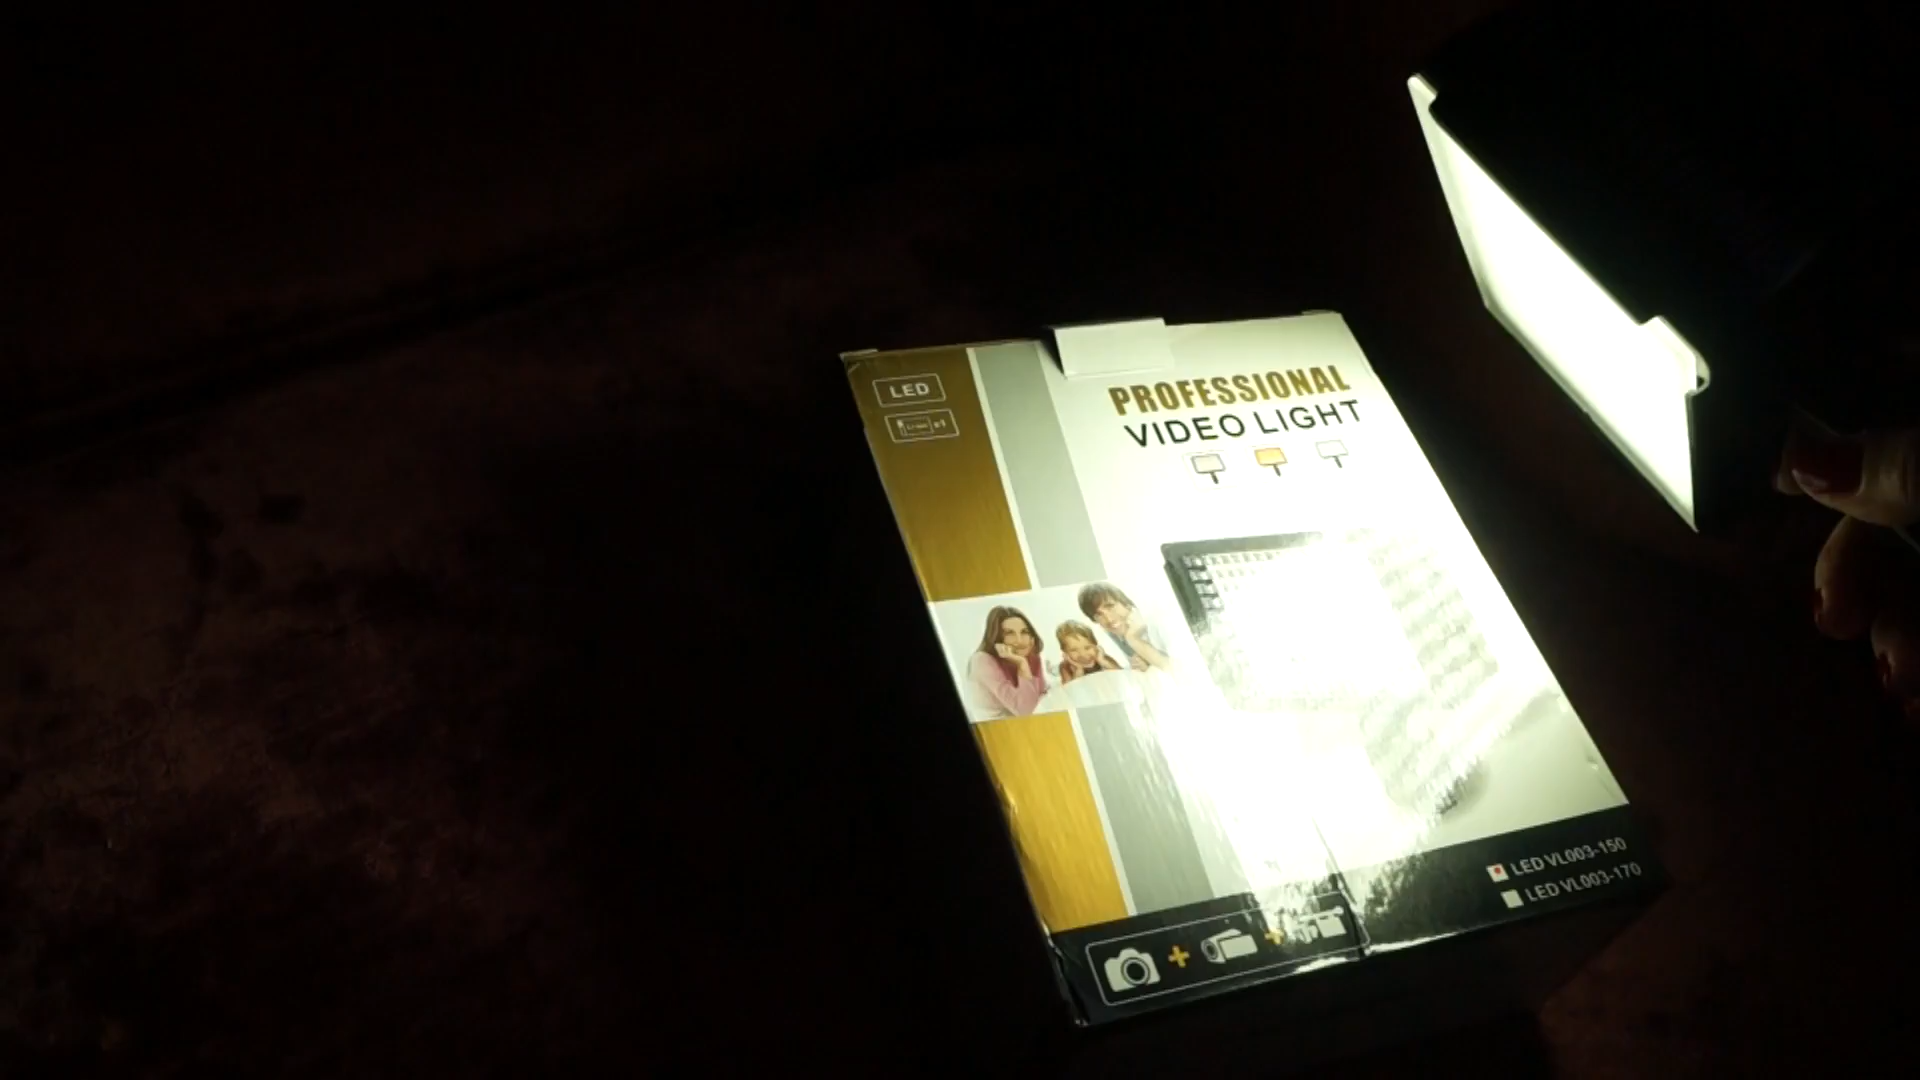 LED
PROFESSIONAL
VIDEO LIGHT
LED VL003-150
LED VL003-170